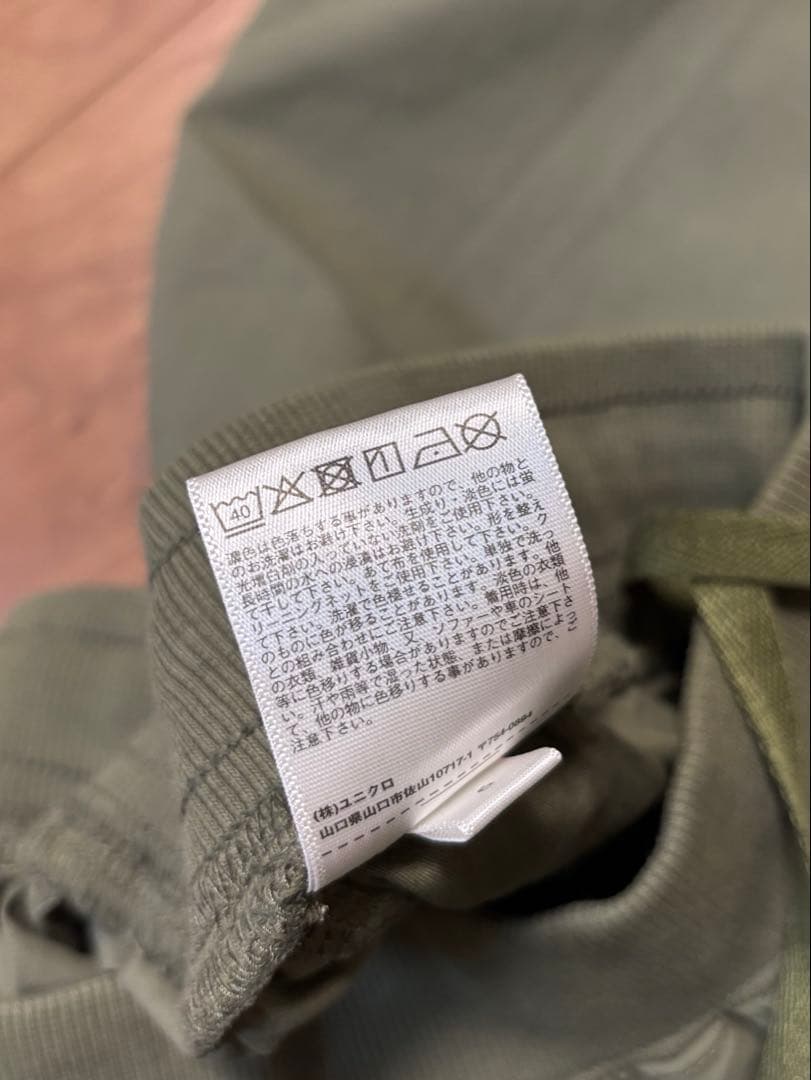 40
濃色は色落ちする事がありますので、他の物と
のお洗濯はお避け下さい。生成り、淡色には蛍
光増白剤の入っていない洗剤をご使用下さい。
長時間の水への浸漬はお避け下さい。形を整え
て干して下さい。あて布を使用して下さい。ク
リーニングネットをご使用下さい。単独で洗っ
て下さい。洗濯で色褪せることがあります。他
のものに色が移ることがあります。淡色の衣類
との組み合わせにご注意下さい。着用時は、他
の衣類、雑貨小物、又、ソファーや車のシート
等に色移りする場合がありますのでご注意下さ
い。汗や雨等で湿った状態、または摩擦によっ
て、他の物に色移りする事がありますので、ご
注意下さい。
(株)ユニクロ
山口県山口市佐山10717-1 〒754-0894